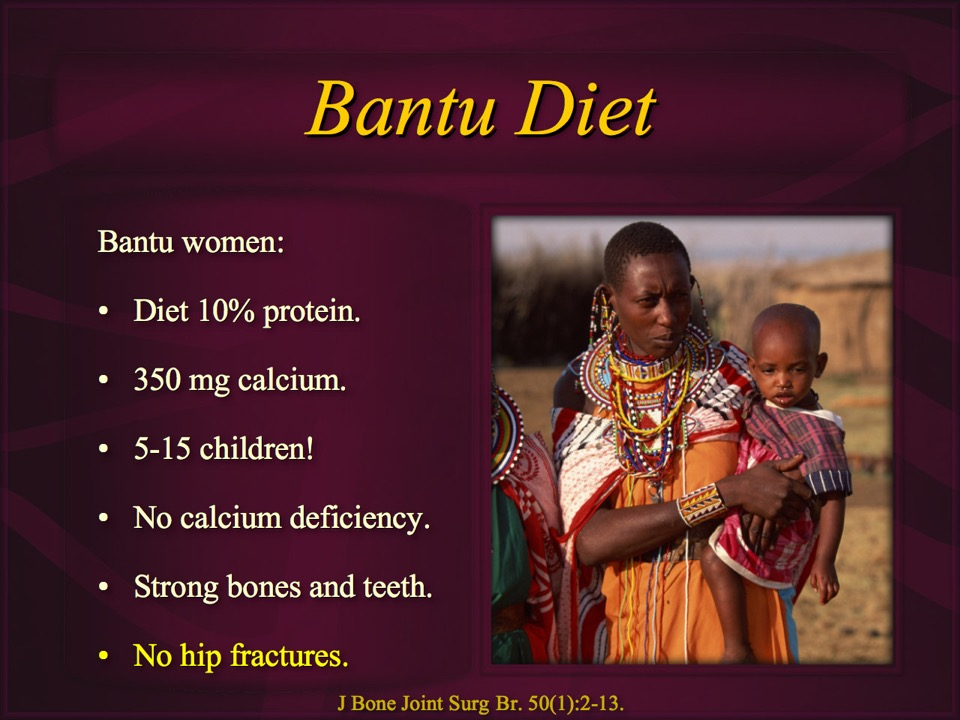 Bantu Diet
Bantu women:
• Diet 10% protein.
• 350 mg calcium.
• 5-15 children!
• No calcium deficiency.
• Strong bones and teeth.
• No hip fractures.
J Bone Joint Surg Br. 50(1):2-13.